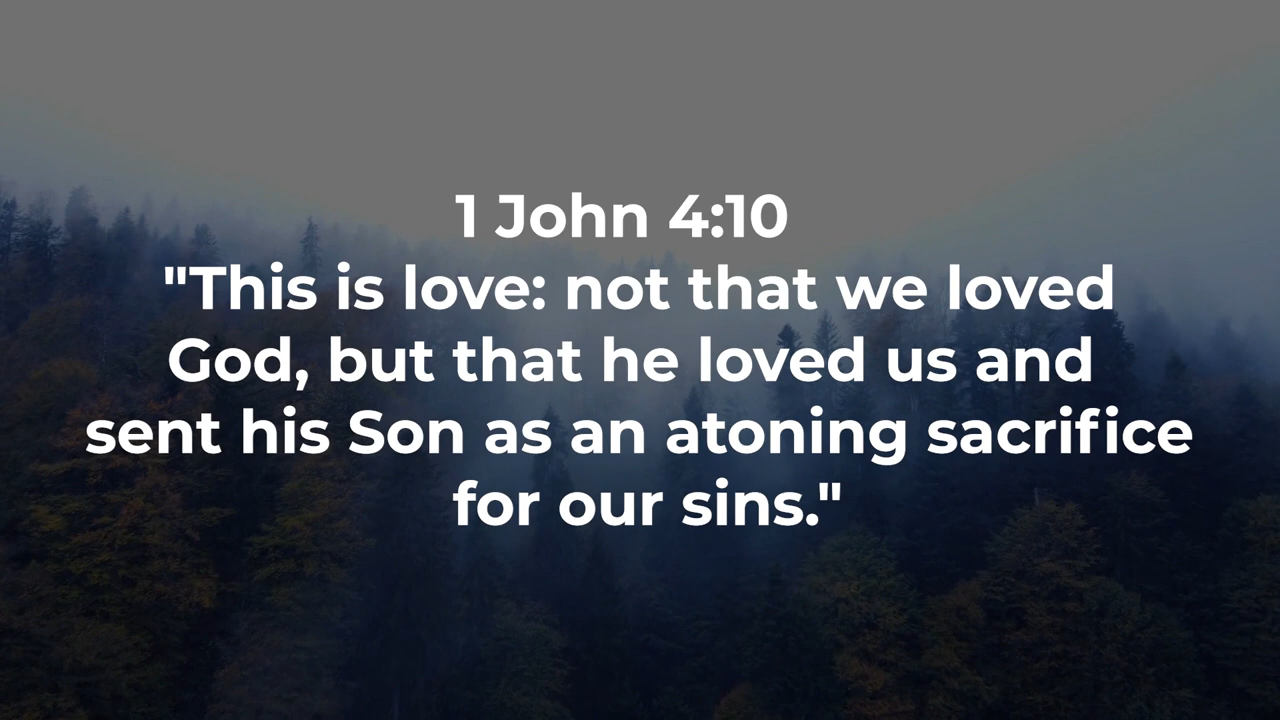 1 John 4:10
"This is love: not that we loved
God, but that he loved us and
sent his Son as an atoning sacrifice
for our sins."